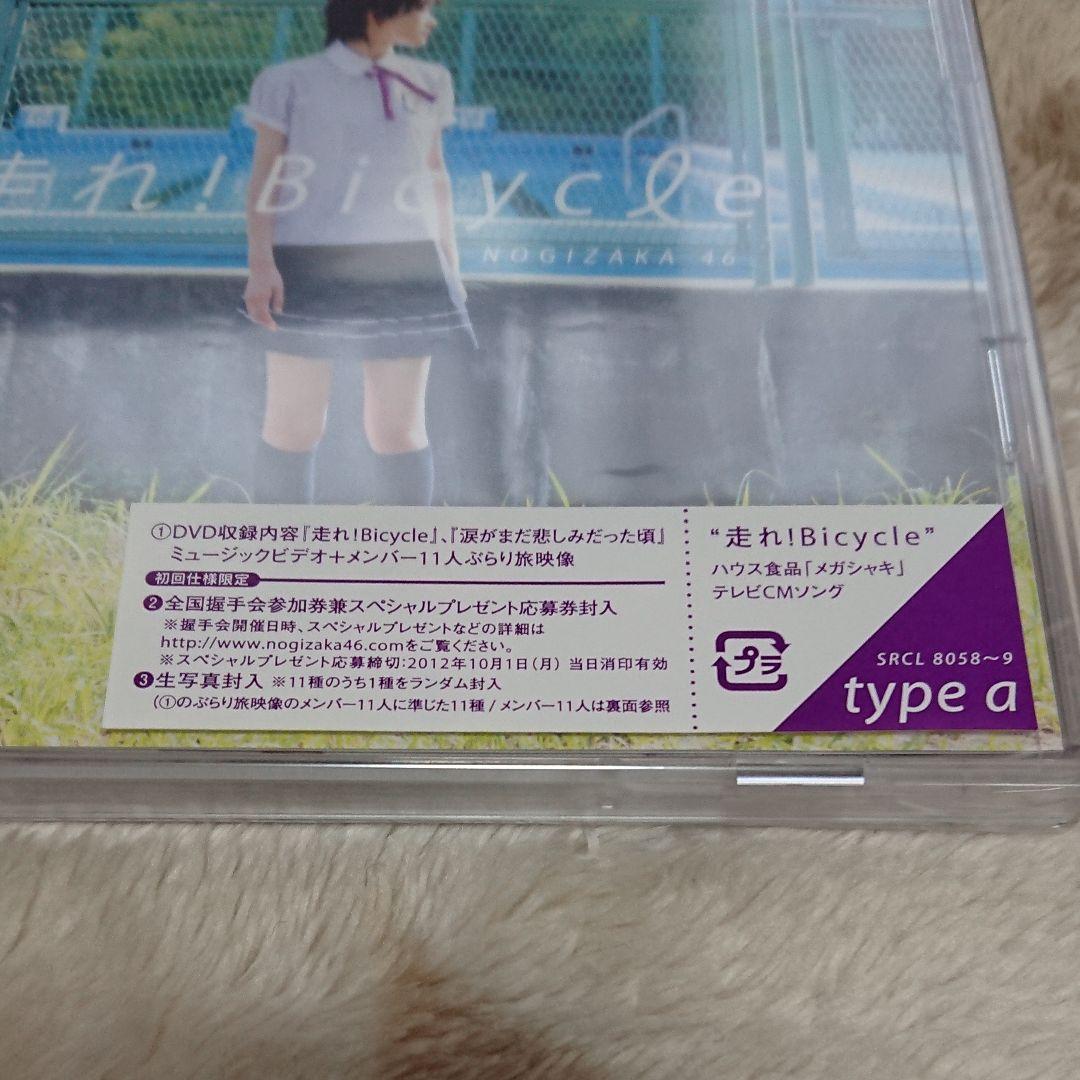 走れ!Bicycle
NOGIZAKA 46
①DVD収録内容『走れ!Bicycle』、『涙がまだ悲しみだった頃』
ミュージックビデオ+メンバー11人ぶらり旅映像
初回仕様限定
❷全国握手会参加券兼スペシャルプレゼント応募券封入
※握手会開催日時、スペシャルプレゼントなどの詳細は
http://www.nogizaka46.comをご覧ください。
※スペシャルプレゼント応募締切:2012年10月1日(月) 当日消印有効
❸生写真封入 ※11種のうち1種をランダム封入
(①のぶらり旅映像のメンバー11人に準じた11種 / メンバー11人は裏面参照
“走れ!Bicycle”
ハウス食品「メガシャキ」
テレビCMソング
プラ
SRCL 8058~9
type a